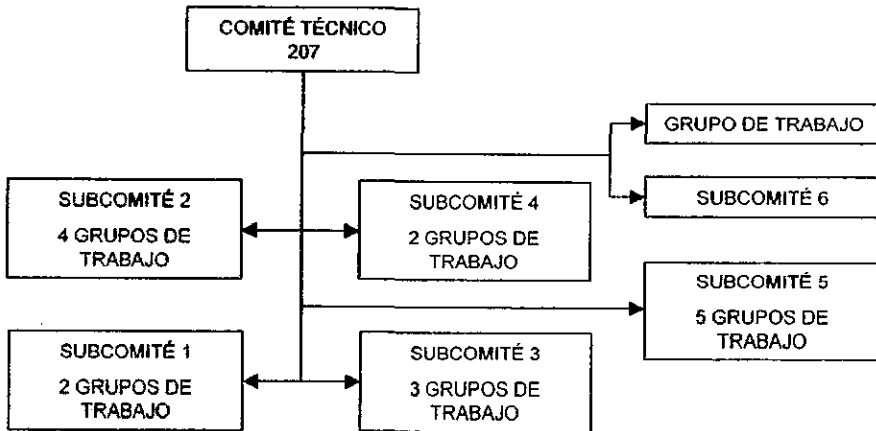 COMITÉ TÉCNICO
207
GRUPO DE TRABAJO
SUBCOMITÉ 6
SUBCOMITÉ 2
4 GRUPOS DE
TRABAJO
SUBCOMITÉ 4
2 GRUPOS DE
TRABAJO
SUBCOMITÉ 5
5 GRUPOS DE
TRABAJO
SUBCOMITÉ 1
2 GRUPOS DE
TRABAJO
SUBCOMITÉ 3
3 GRUPOS DE
TRABAJO